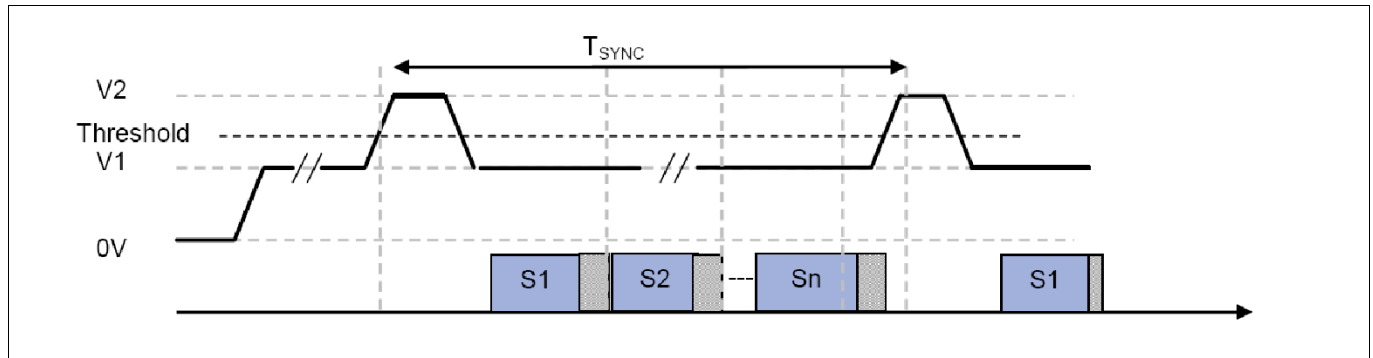 TSYNC
V2
Threshold
V1
0V
S1 S2 Sn S1